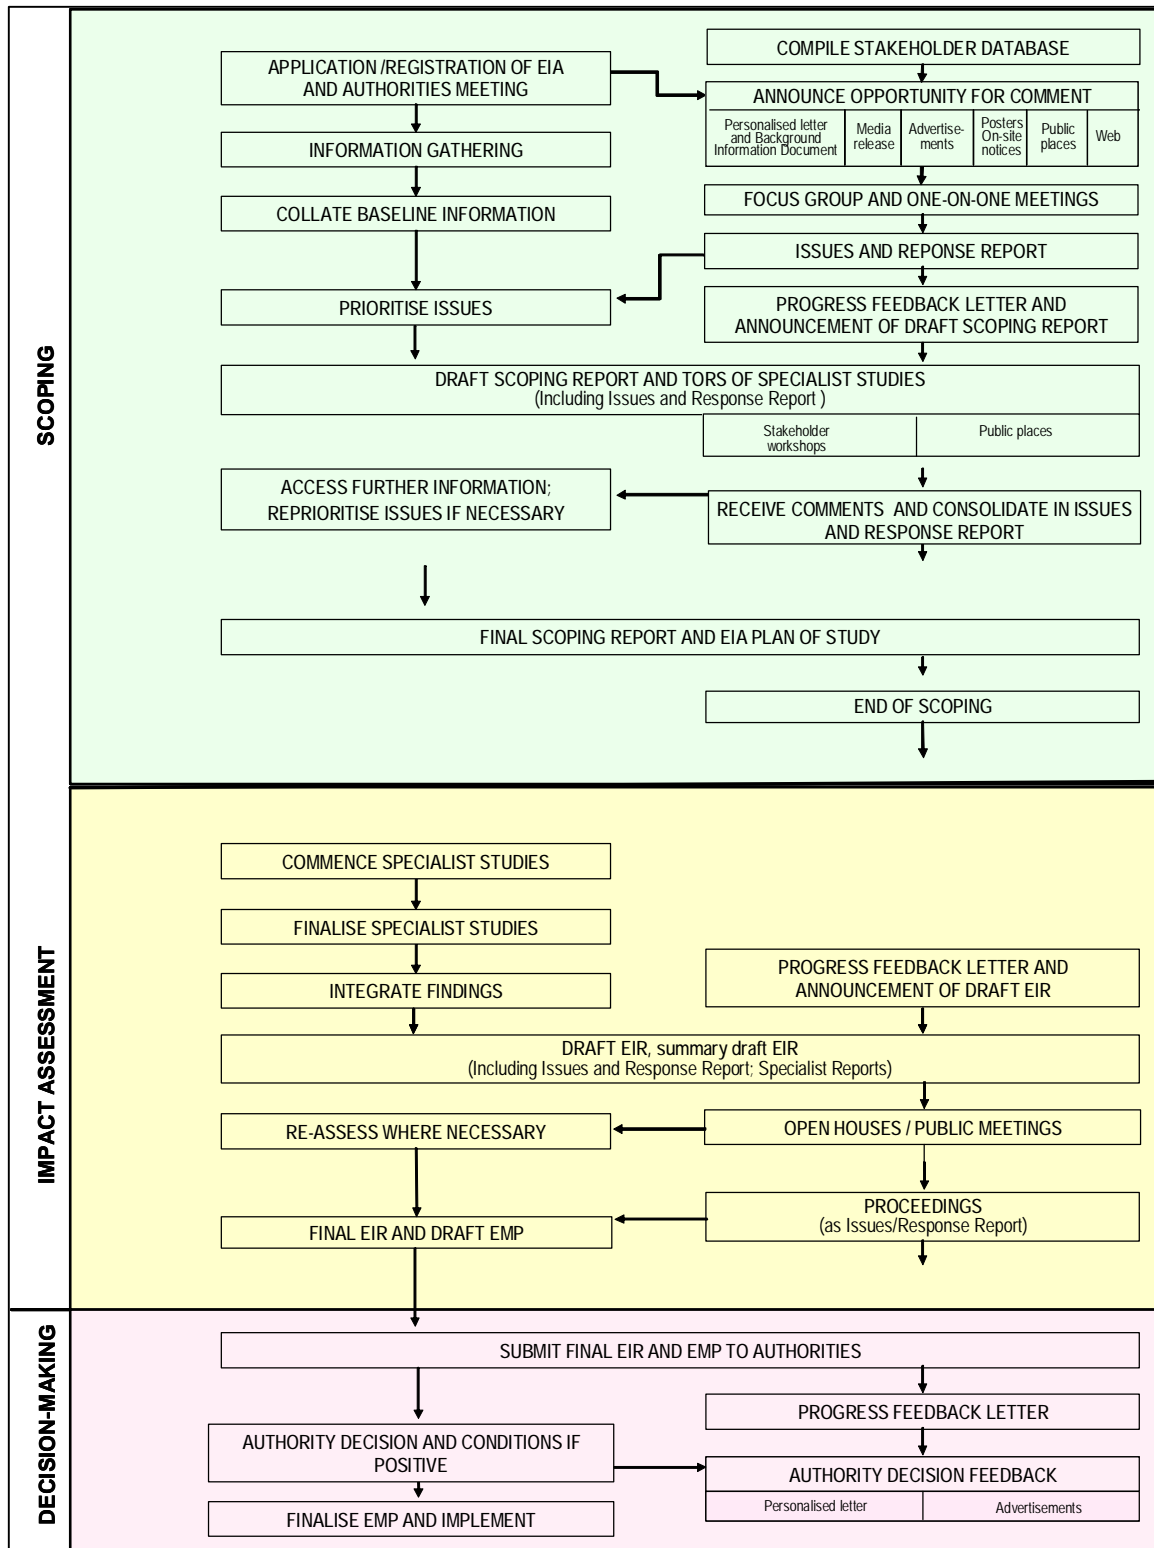 SCOPING
COMPILE STAKEHOLDER DATABASE
APPLICATION /REGISTRATION OF EIA
AND AUTHORITIES MEETING
ANNOUNCE OPPORTUNITY FOR COMMENT
Personalised letter
and Background
Information Document
Media
release
Advertise-
ments
Posters
On-site
notices
Public
places
Web
INFORMATION GATHERING
FOCUS GROUP AND ONE-ON-ONE MEETINGS
COLLATE BASELINE INFORMATION
ISSUES AND REPONSE REPORT
PRIORITISE ISSUES
PROGRESS FEEDBACK LETTER AND
ANNOUNCEMENT OF DRAFT SCOPING REPORT
DRAFT SCOPING REPORT AND TORS OF SPECIALIST STUDIES
(Including Issues and Response Report )
Stakeholder
workshops
Public places
ACCESS FURTHER INFORMATION;
REPRIORITISE ISSUES IF NECESSARY
RECEIVE COMMENTS AND CONSOLIDATE IN ISSUES
AND RESPONSE REPORT
FINAL SCOPING REPORT AND EIA PLAN OF STUDY
END OF SCOPING
IMPACT ASSESSMENT
COMMENCE SPECIALIST STUDIES
FINALISE SPECIALIST STUDIES
INTEGRATE FINDINGS
PROGRESS FEEDBACK LETTER AND
ANNOUNCEMENT OF DRAFT EIR
DRAFT EIR, summary draft EIR
(Including Issues and Response Report; Specialist Reports)
RE-ASSESS WHERE NECESSARY
OPEN HOUSES / PUBLIC MEETINGS
FINAL EIR AND DRAFT EMP
PROCEEDINGS
(as Issues/Response Report)
DECISION-MAKING
SUBMIT FINAL EIR AND EMP TO AUTHORITIES
PROGRESS FEEDBACK LETTER
AUTHORITY DECISION AND CONDITIONS IF
POSITIVE
AUTHORITY DECISION FEEDBACK
Personalised letter
Advertisements
FINALISE EMP AND IMPLEMENT